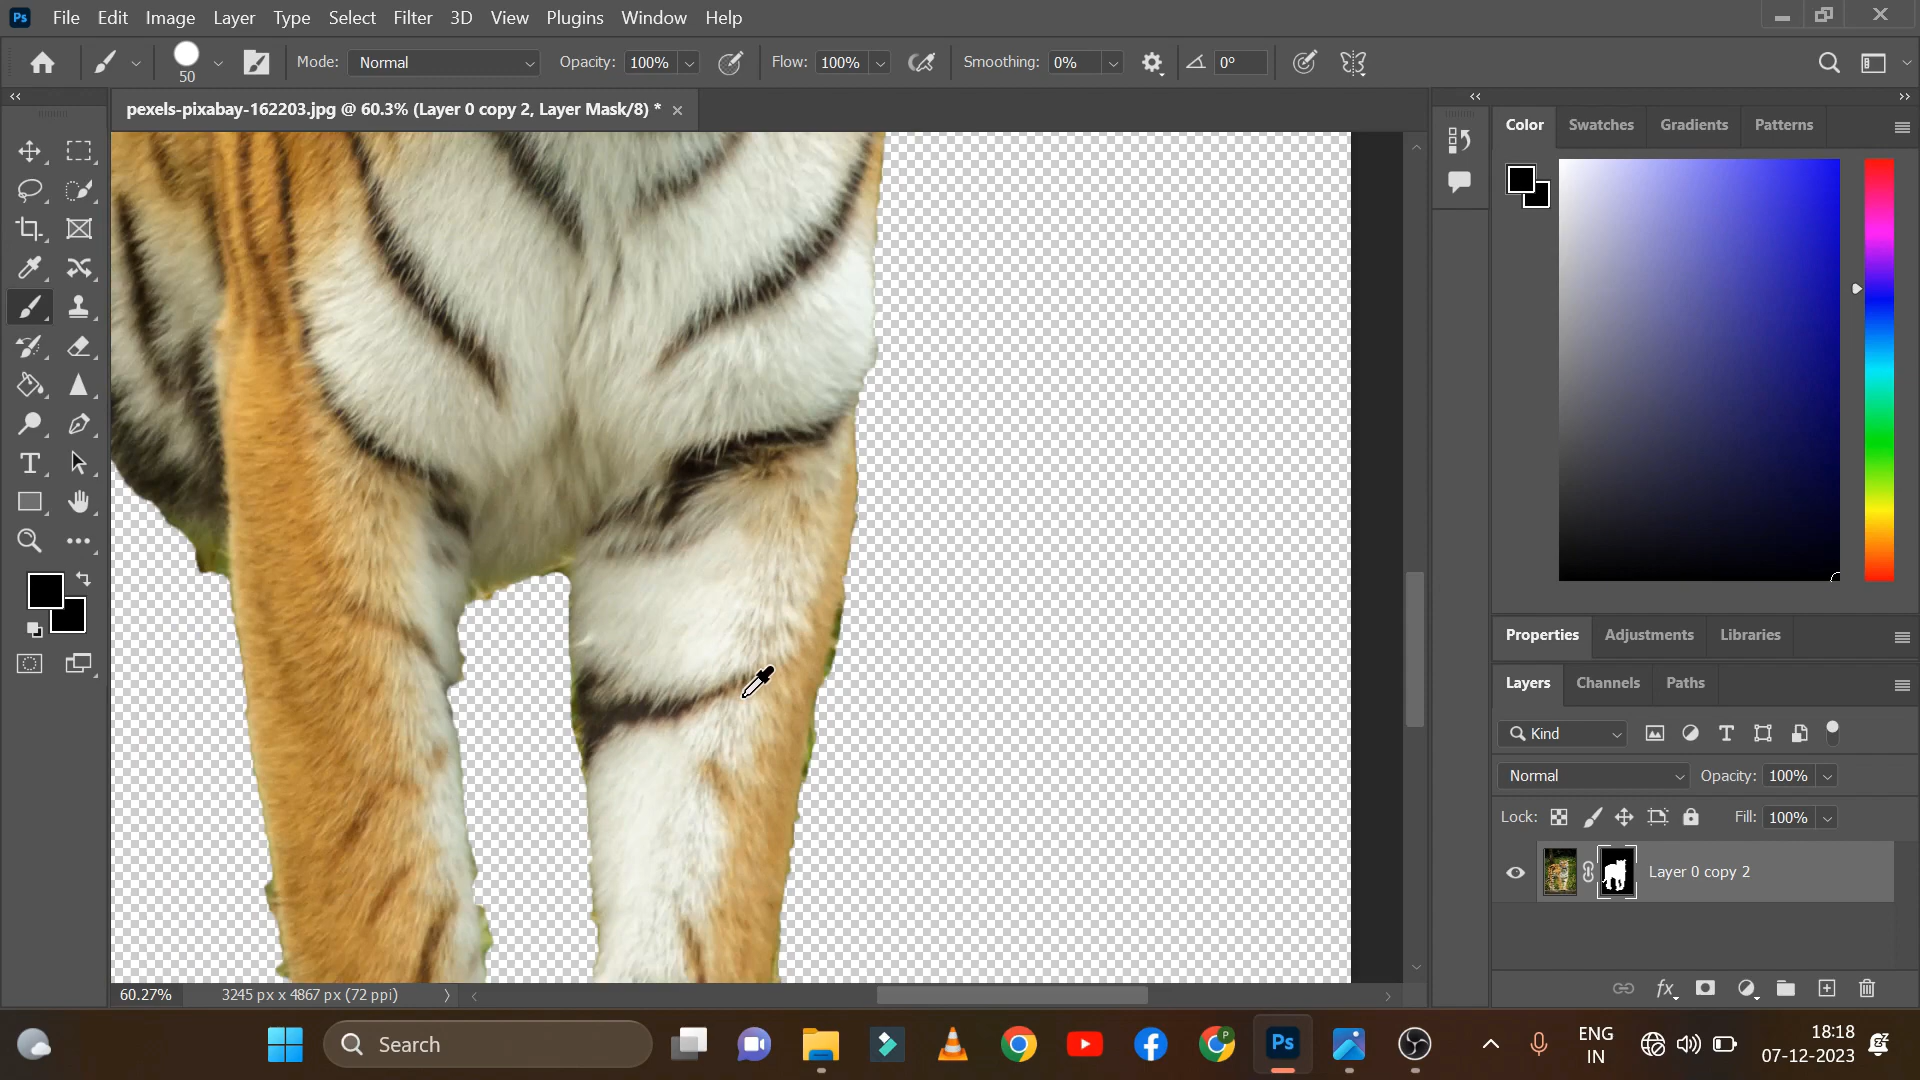 Ps File Edit Image Layer Type Select Filter 3D View Plugins Window Help
50 Mode: Normal Opacity: 100% Flow: 100% Smoothing: 0% 0°
pexels-pixabay-162203.jpg @ 60.3% (Layer 0 copy 2, Layer Mask/8) *
Color Swatches Gradients Patterns
Properties Adjustments Libraries
Layers Channels Paths
Kind
Normal Opacity: 100%
Lock: Fill: 100%
Layer 0 copy 2
fx
60.27% 3245 px x 4867 px (72 ppi)
Search
P
Ps
ENG
IN
18:18
07-12-2023